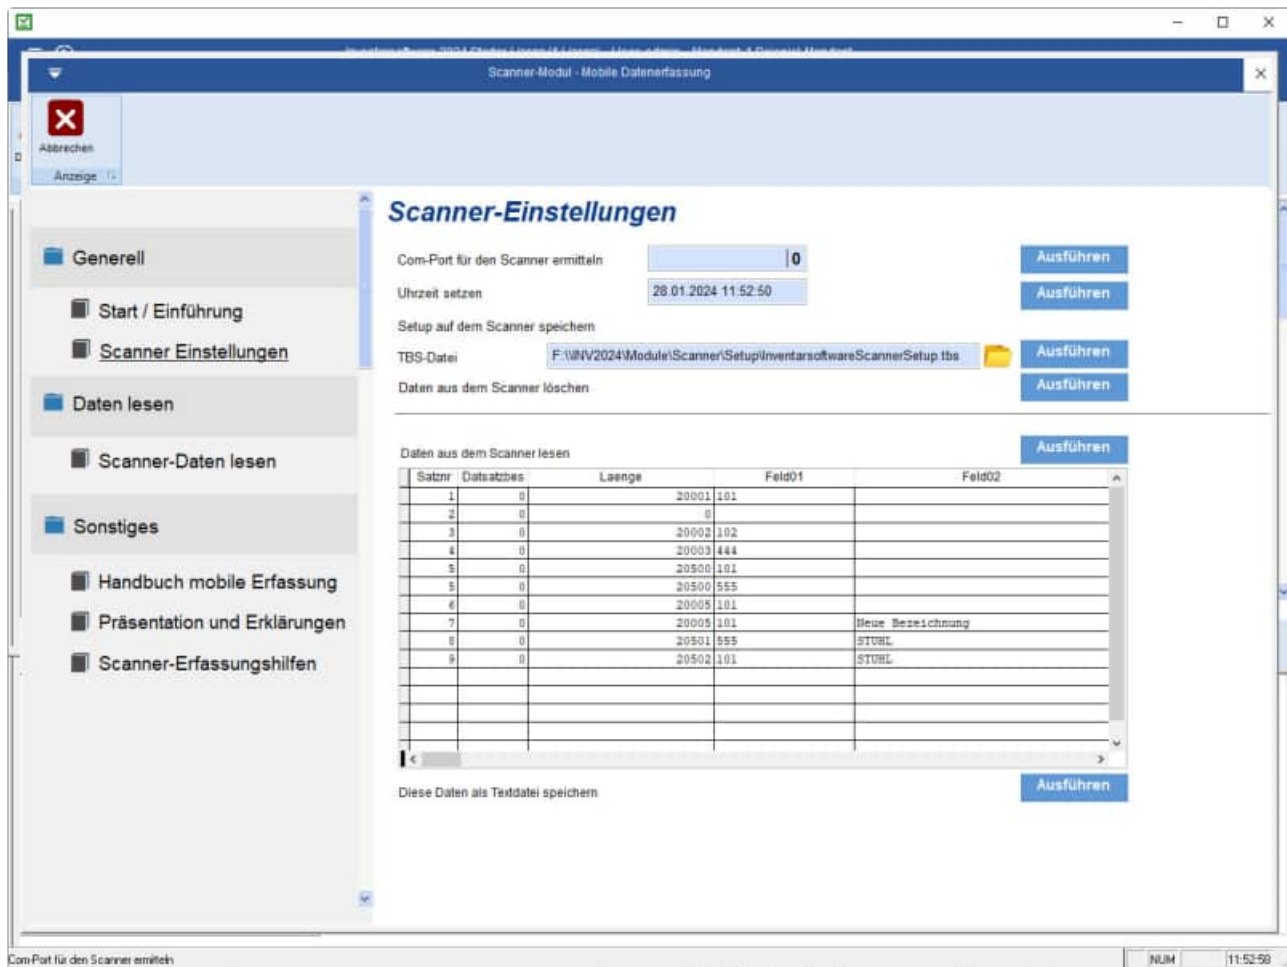 Scanner-Modul - Mobile Datenerfassung
Abbrechen
Anzeige
Scanner-Einstellungen
Generell
Com-Port für den Scanner ermitteln 0 Ausführen
Uhrzeit setzen 28.01.2024 11:52:50 Ausführen
Start / Einführung
Setup auf dem Scanner speichern
Scanner Einstellungen
TBS-Datei F:\INV2024\Module\Scanner\Setup\InventarsoftwareScannerSetup.tbs Ausführen
Daten aus dem Scanner löschen Ausführen
Daten lesen
Scanner-Daten lesen
Daten aus dem Scanner lesen Ausführen
Satznr Datsatzbes Laenge Feld01 Feld02
1 0 20001 101
2 0 0
3 0 20002 102
4 0 20003 444
5 0 20500 101
5 0 20500 555
6 0 20005 101
7 0 20005 101 Neue Bezeichnung
8 0 20501 555 STUHL
9 0 20502 101 STUHL
Sonstiges
Handbuch mobile Erfassung
Präsentation und Erklärungen
Scanner-Erfassungshilfen
Diese Daten als Textdatei speichern Ausführen
Com-Port für den Scanner ermitteln NUM 11:52:58